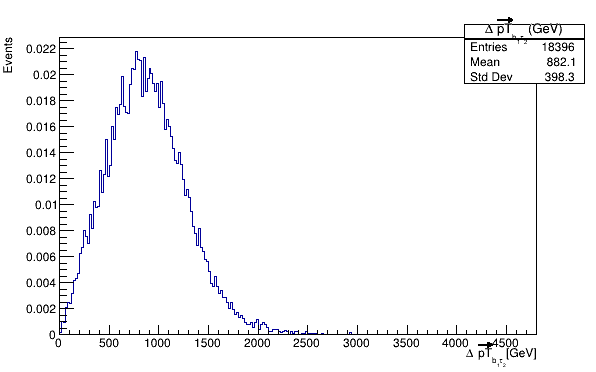 Δ pT b₁τ₂ (GeV)
Entries 18396
Mean 882.1
Std Dev 398.3
Events
0.022
0.02
0.018
0.016
0.014
0.012
0.01
0.008
0.006
0.004
0.002
0
0 500 1000 1500 2000 2500 3000 3500 4000 4500
Δ pT b₁τ₂ [GeV]